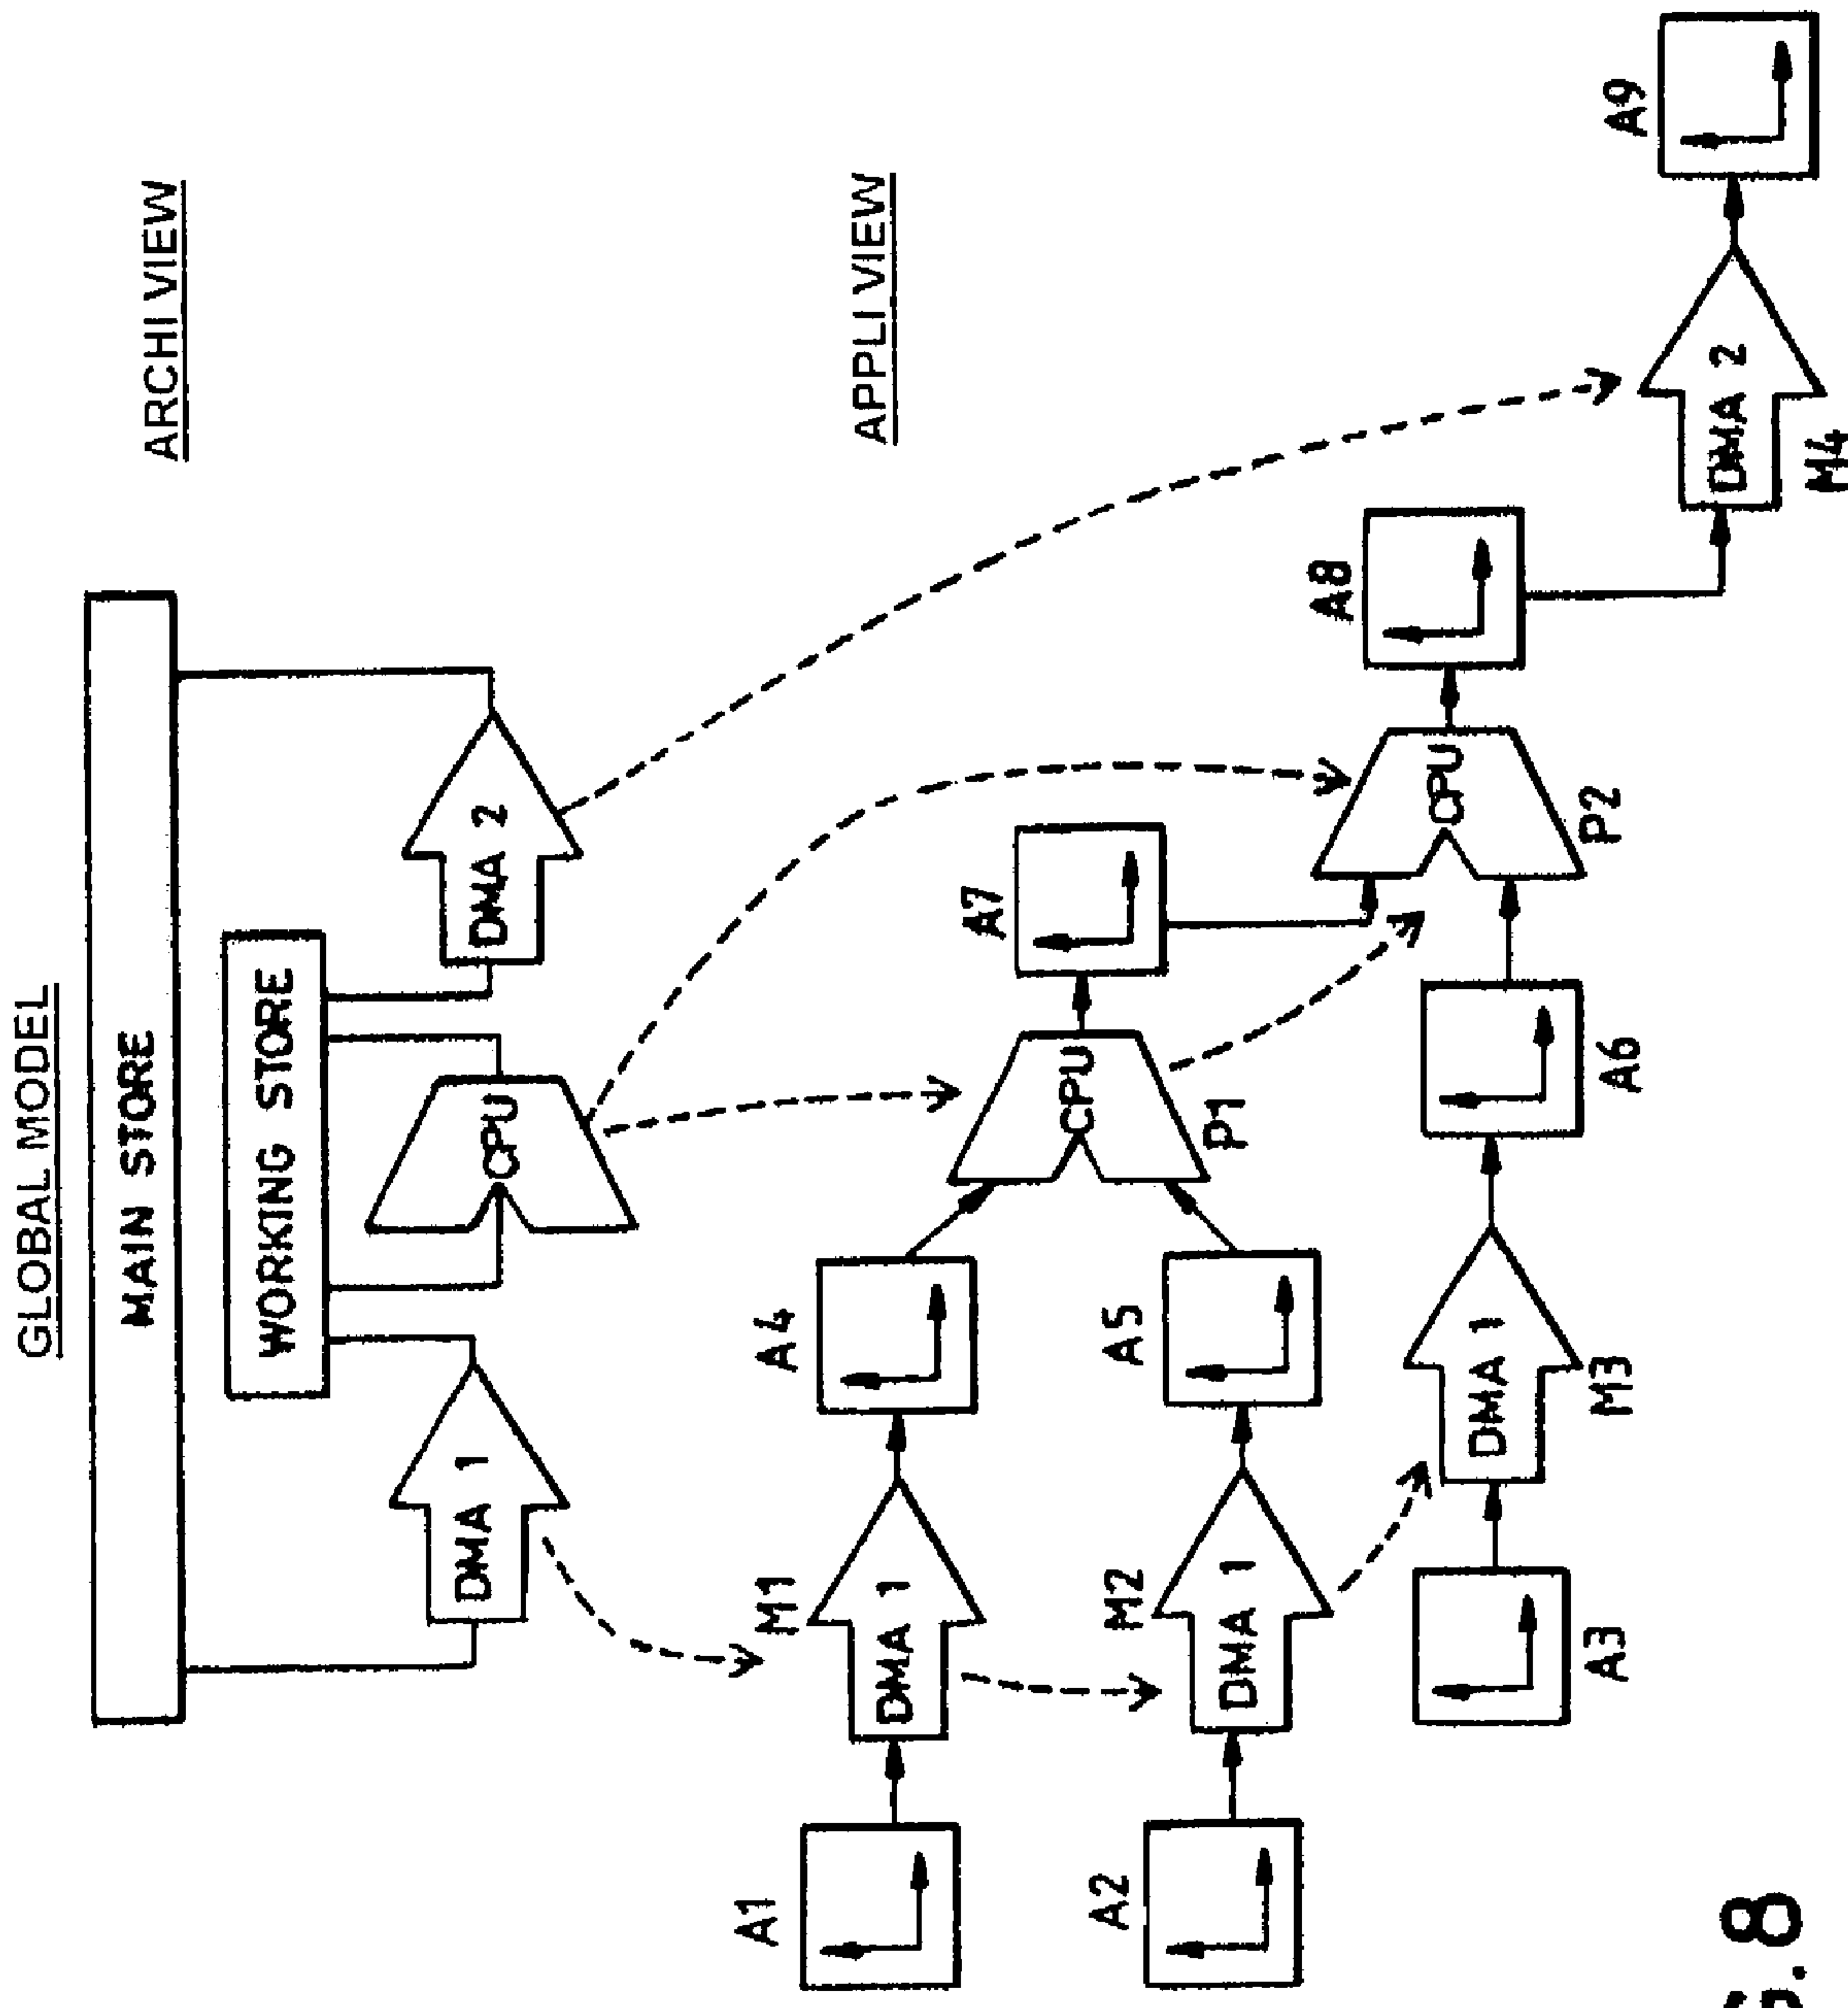 GLOBAL MODEL
MAIN STORE
ARCHI VIEW
WORKING STORE
DMA 1
CPU
DMA 2
APPLI VIEW
A1
M1
DMA 1
A4
A7
CPU
P1
A2
M2
DMA 1
A5
A8
CPU
P2
A3
DMA 1
M3
A6
A9
DMA 2
M4
G. 8